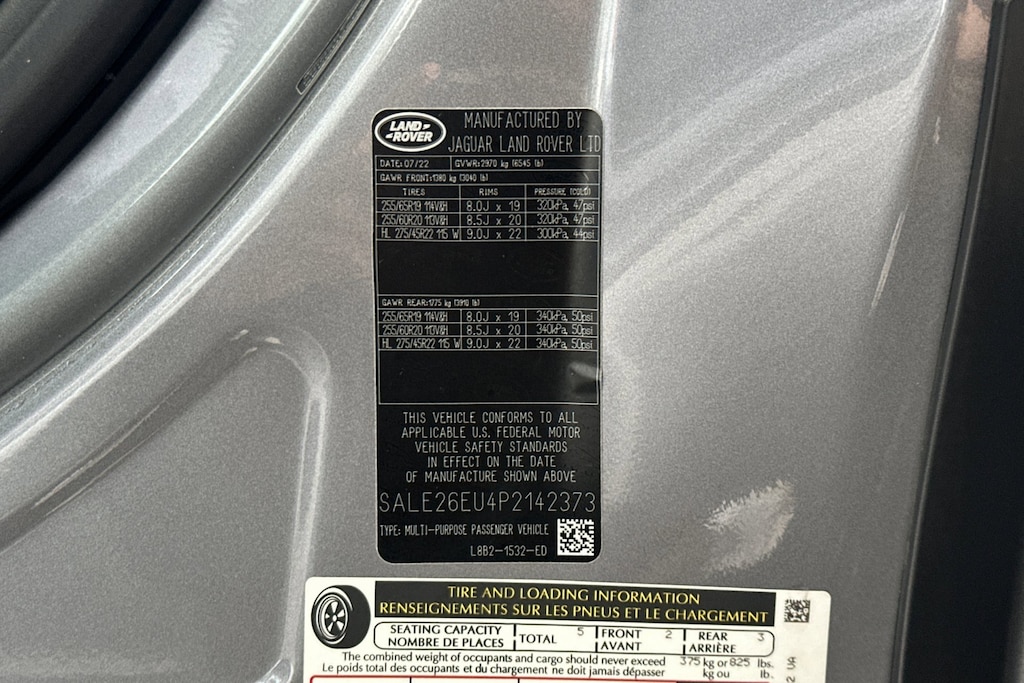 LAND ROVER
MANUFACTURED BY
JAGUAR LAND ROVER LTD
DATE:07/22 GVWR:2970 kg (6545 lb)
GAWR FRONT:1380 kg (3040 lb)
TIRES RIMS PRESSURE (COLD)
255/65R19 114V&H 8.0J x 19 320kPa, 47psi
255/60R20 113V&H 8.5J x 20 320kPa, 47psi
HL 275/45R22 115 W 9.0J x 22 300kPa, 44psi
GAWR REAR:1775 kg (3910 lb)
255/65R19 114V&H 8.0J x 19 340kPa, 50psi
255/60R20 113V&H 8.5J x 20 340kPa, 50psi
HL 275/45R22 115 W 9.0J x 22 340kPa, 50psi
THIS VEHICLE CONFORMS TO ALL
APPLICABLE U.S. FEDERAL MOTOR
VEHICLE SAFETY STANDARDS
IN EFFECT ON THE DATE
OF MANUFACTURE SHOWN ABOVE
SALE26EU4P2142373
TYPE: MULTI-PURPOSE PASSENGER VEHICLE
L8B2-1532-ED
TIRE AND LOADING INFORMATION
RENSEIGNEMENTS SUR LES PNEUS ET LE CHARGEMENT
SEATING CAPACITY
NOMBRE DE PLACES
TOTAL 5
FRONT 2
AVANT
REAR 3
ARRIÈRE
The combined weight of occupants and cargo should never exceed 375 kg or 825 lbs.
Le poids total des occupants et du chargement ne doit jamais dépasser kg ou lb.